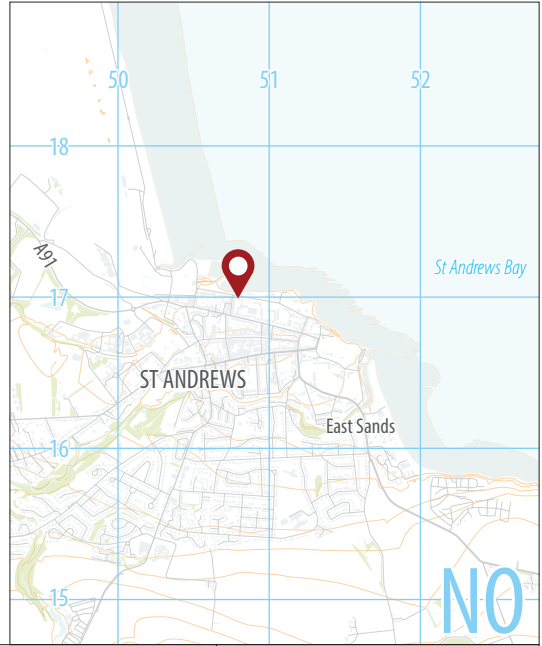 50
51
52
18
A91
St Andrews Bay
17
ST ANDREWS
East Sands
16
15
NO